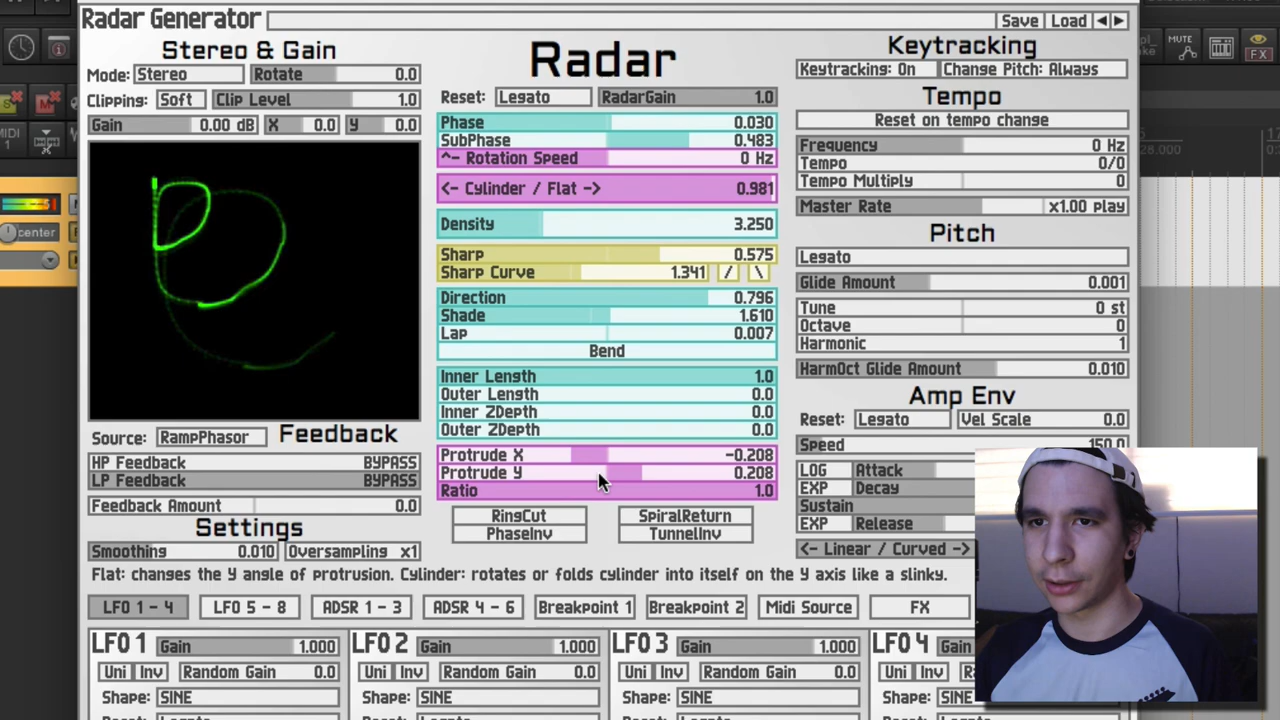 Radar Generator
Save
Load
Stereo & Gain
Mode: Stereo
Rotate 0.0
Clipping: Soft
Clip Level 1.0
Gain 0.00 dB
X 0.0
Y 0.0
Source: RampPhasor
Feedback
HP Feedback BYPASS
LP Feedback BYPASS
Feedback Amount 0.0
Settings
Smoothing 0.010
Oversampling x1
Radar
Reset: Legato
RadarGain 1.0
Phase 0.030
SubPhase 0.483
^- Rotation Speed 0 Hz
<- Cylinder / Flat -> 0.981
Density 3.250
Sharp 0.575
Sharp Curve 1.341 / \
Direction 0.796
Shade 1.610
Lap 0.007
Bend
Inner Length 1.0
Outer Length 0.0
Inner ZDepth 0.0
Outer ZDepth 0.0
Protrude X -0.208
Protrude Y 0.208
Ratio 1.0
RingCut
SpiralReturn
PhaseInv
TunnelInv
Keytracking
Keytracking: On
Change Pitch: Always
Tempo
Reset on tempo change
Frequency 0 Hz
Tempo 0/0
Tempo Multiply 0
Master Rate x1.00 play
Pitch
Legato
Glide Amount 0.001
Tune 0 st
Octave 0
Harmonic 1
HarmOct Glide Amount 0.010
Amp Env
Reset: Legato
Vel Scale 0.0
Speed 150.0
LOG Attack
EXP Decay
Sustain
EXP Release
<- Linear / Curved ->
Flat: changes the Y angle of protrusion. Cylinder: rotates or folds cylinder into itself on the Y axis like a slinky.
LFO 1 - 4
LFO 5 - 8
ADSR 1 - 3
ADSR 4 - 6
Breakpoint 1
Breakpoint 2
Midi Source
FX
LFO 1 Gain 1.000
Uni Inv Random Gain 0.0
Shape: SINE
LFO 2 Gain 1.000
Uni Inv Random Gain 0.0
Shape: SINE
LFO 3 Gain 1.000
Uni Inv Random Gain 0.0
Shape: SINE
LFO 4 Gain
Uni Inv
Shape: SINE
MIDI
1
center
MUTE
FX
28.000